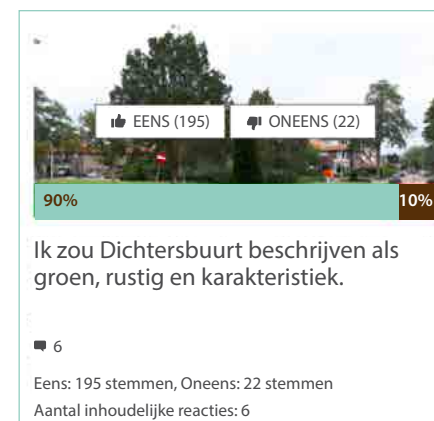 EENS (195) ONEENS (22)
90% 10%
Ik zou Dichtersbuurt beschrijven als
groen, rustig en karakteristiek.
6
Eens: 195 stemmen, Oneens: 22 stemmen
Aantal inhoudelijke reacties: 6